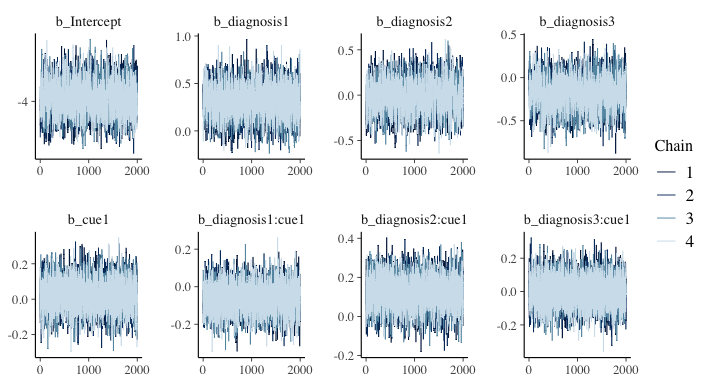 b_Intercept b_diagnosis1 b_diagnosis2 b_diagnosis3
-4
0 1000 2000
1.0
0.5
0.0
0 1000 2000
0.5
0.0
-0.5
0 1000 2000
0.5
0.0
-0.5
0 1000 2000
Chain
1
2
3
4
b_cue1 b_diagnosis1:cue1 b_diagnosis2:cue1 b_diagnosis3:cue1
0.2
0.0
-0.2
0 1000 2000
0.2
0.0
-0.2
0 1000 2000
0.4
0.2
0.0
-0.2
0 1000 2000
0.2
0.0
-0.2
0 1000 2000